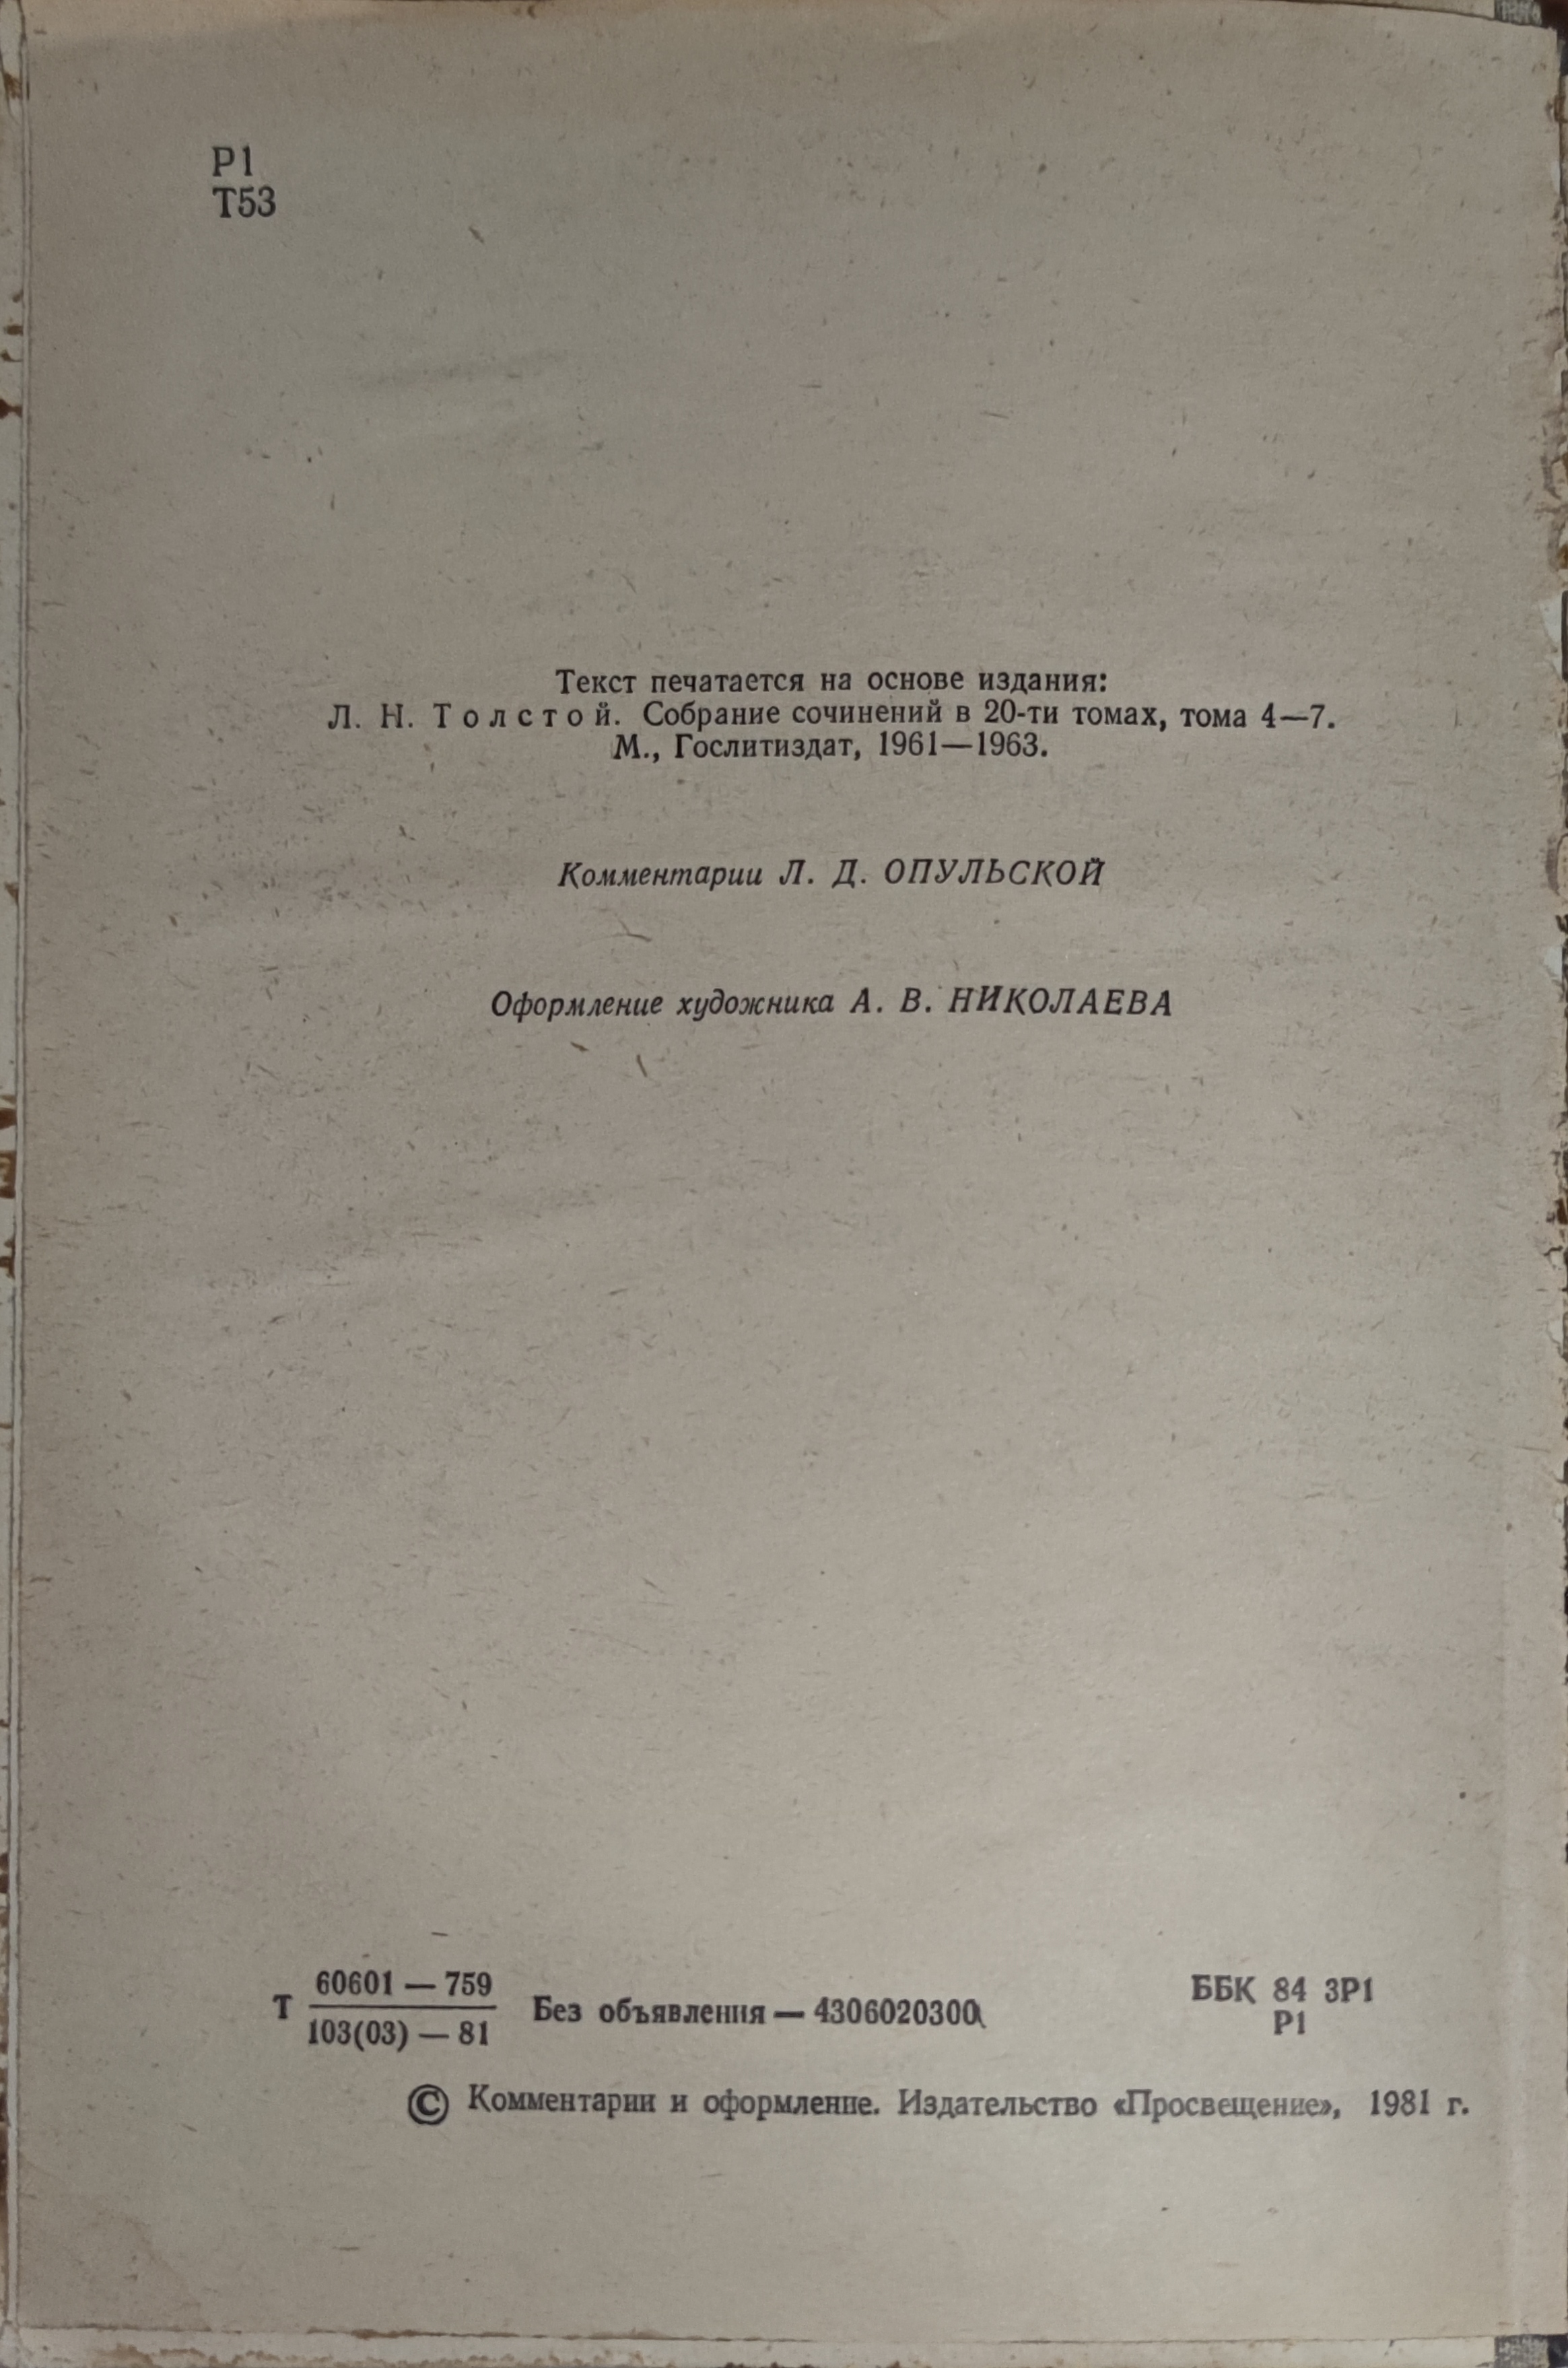 Р1
Т53
Текст печатается на основе издания:
Л. Н. Толстой. Собрание сочинений в 20-ти томах, тома 4—7.
М., Гослитиздат, 1961—1963.
Комментарии Л. Д. ОПУЛЬСКОЙ
Оформление художника А. В. НИКОЛАЕВА
60601 — 759
Т Без объявления — 4306020300
103(03) — 81
ББК 84 3Р1
Р1
© Комментарии и оформление. Издательство «Просвещение», 1981 г.